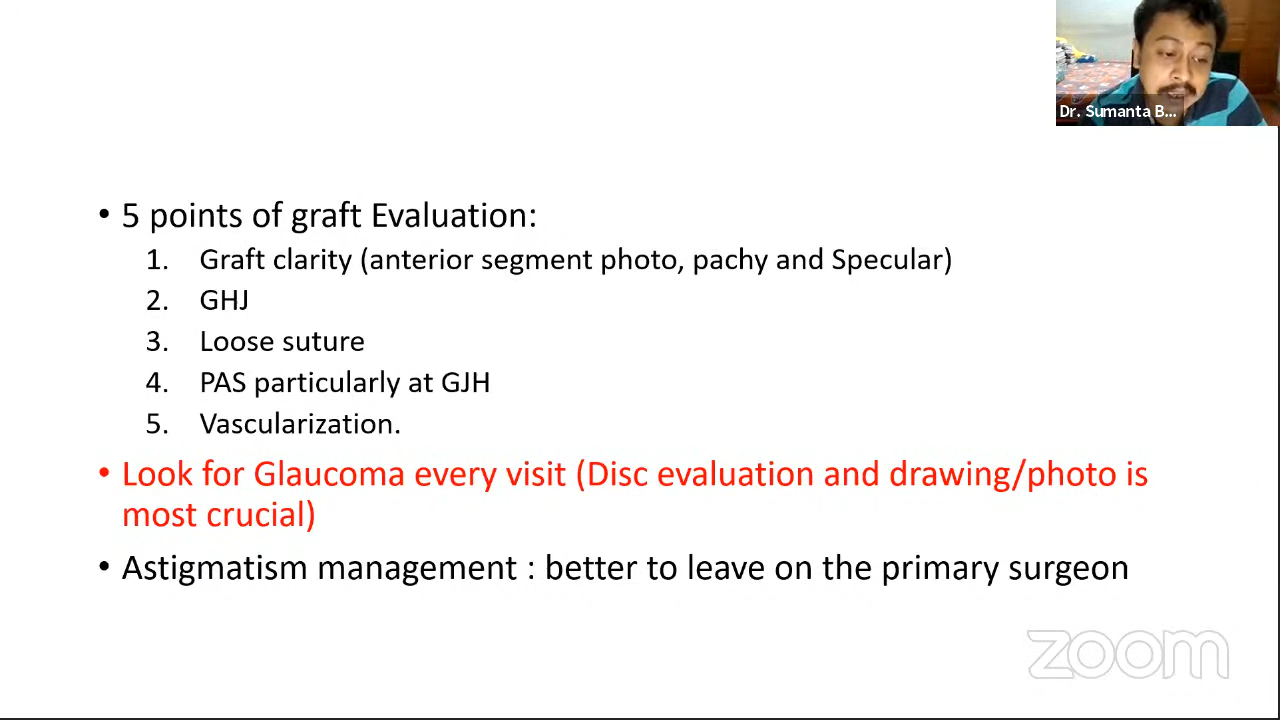 Dr. Sumanta B...
• 5 points of graft Evaluation:
1. Graft clarity (anterior segment photo, pachy and Specular)
2. GHJ
3. Loose suture
4. PAS particularly at GJH
5. Vascularization.
• Look for Glaucoma every visit (Disc evaluation and drawing/photo is
most crucial)
• Astigmatism management : better to leave on the primary surgeon
zoom